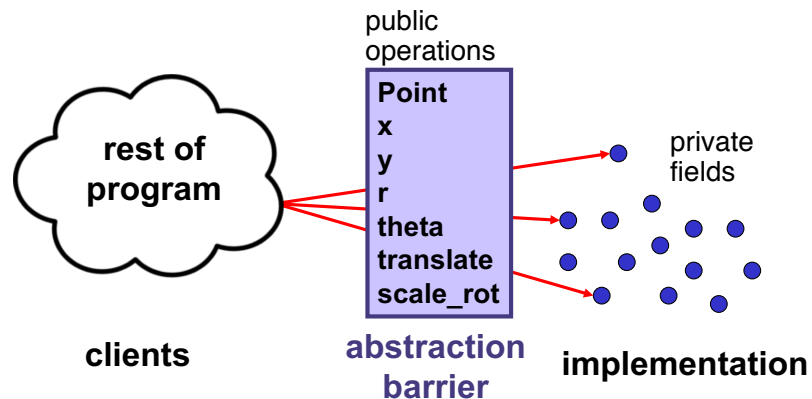 public
operations
rest of
program
Point
x
y
r
theta
translate
scale_rot
private
fields
clients
abstraction
barrier
implementation